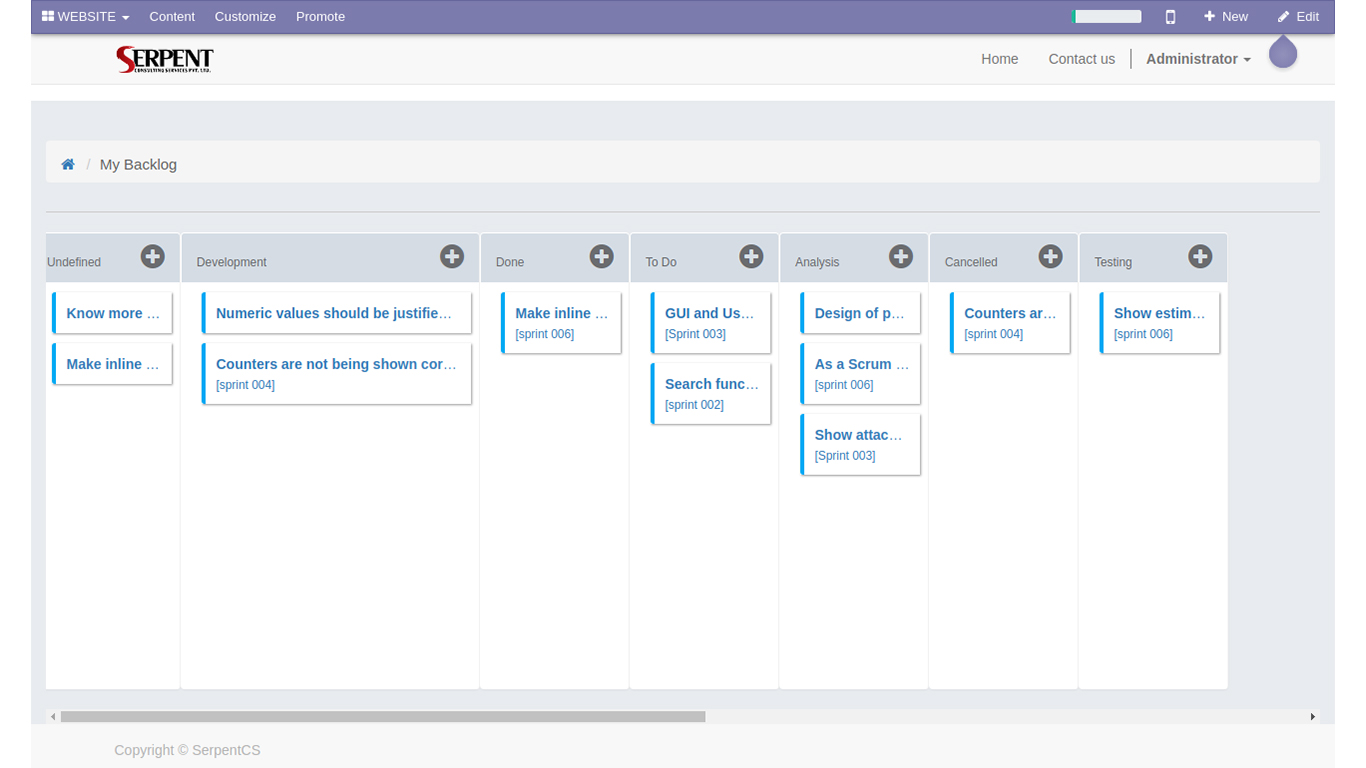 WEBSITE Content Customize Promote New Edit
SERPENT Home Contact us Administrator
CONSULTING SERVICES PVT. LTD.
/ My Backlog
Undefined Development Done To Do Analysis Cancelled Testing
Know more ... Numeric values should be justifie... Make inline ... GUI and Us... Design of p... Counters ar... Show estim...
[sprint 006] [Sprint 003] [sprint 004] [sprint 006]
Make inline ... Counters are not being shown cor... As a Scrum ...
[sprint 004] [sprint 006]
Search func...
[sprint 002]
Show attac...
[Sprint 003]
Copyright © SerpentCS